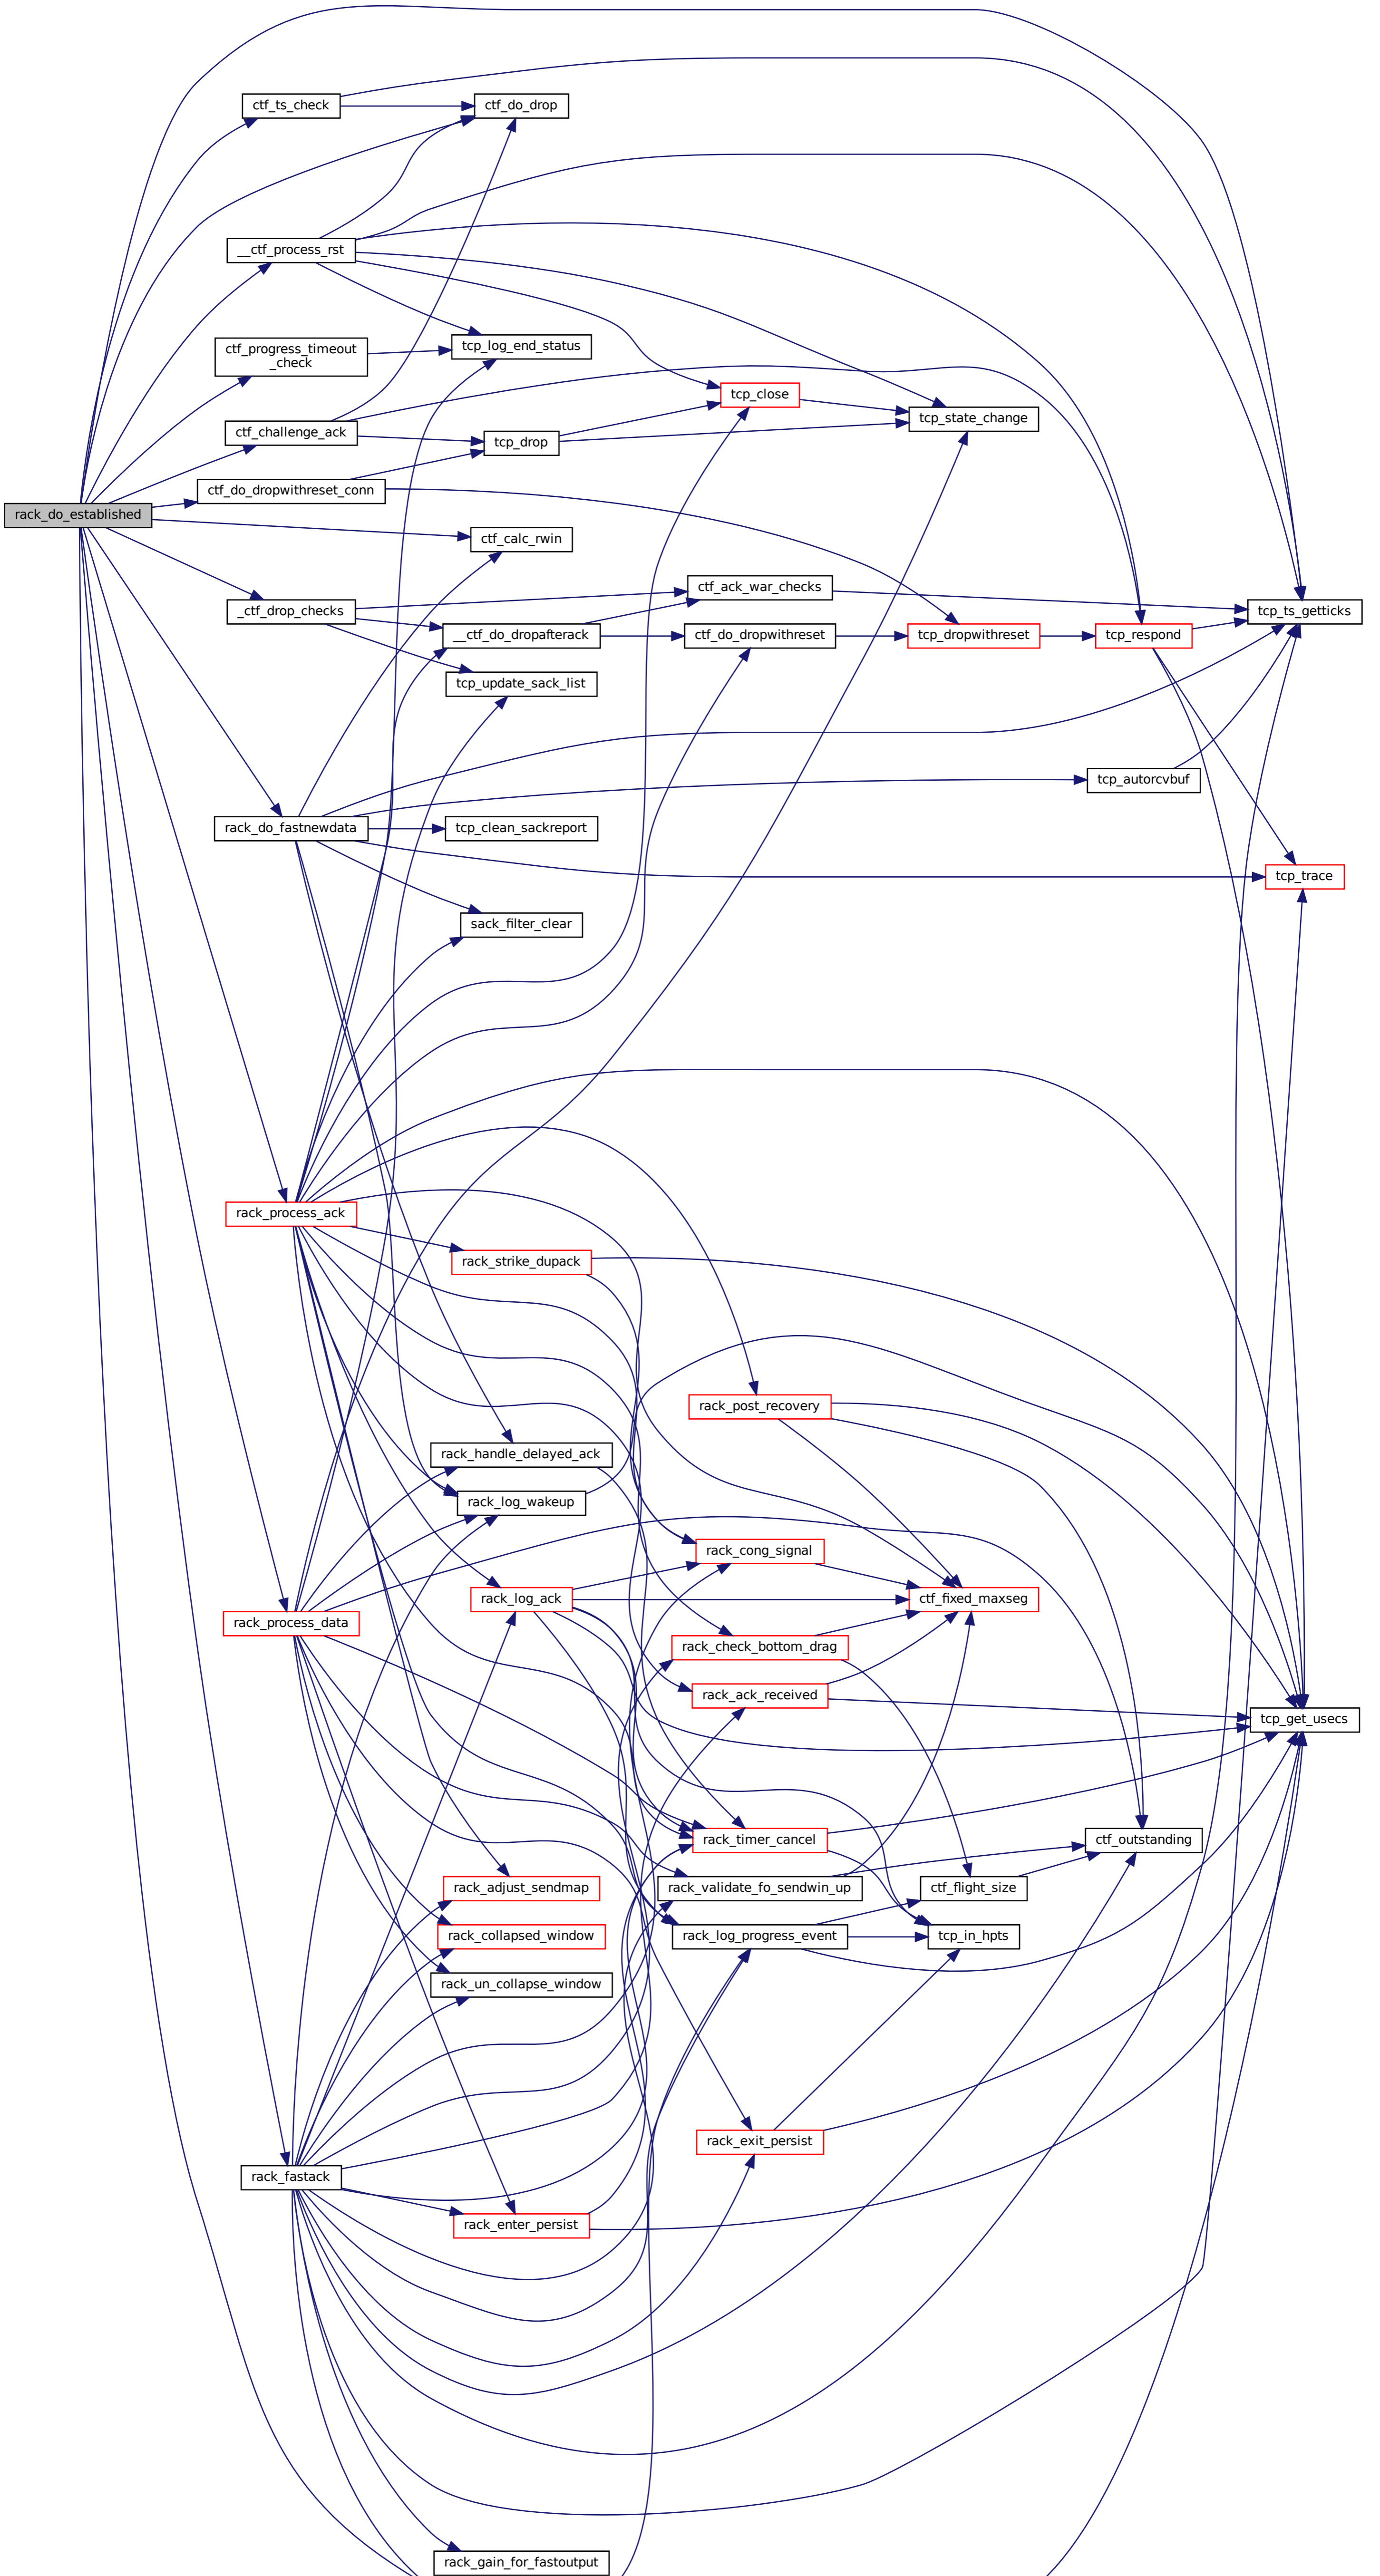 ctf_ts_check
ctf_do_drop
__ctf_process_rst
tcp_log_end_status
ctf_progress_timeout
_check
tcp_close
tcp_state_change
ctf_challenge_ack
tcp_drop
ctf_do_dropwithreset_conn
rack_do_established
ctf_calc_rwin
ctf_ack_war_checks
_ctf_drop_checks
tcp_ts_getticks
__ctf_do_dropafterack
ctf_do_dropwithreset
tcp_dropwithreset
tcp_respond
tcp_update_sack_list
tcp_autorcvbuf
rack_do_fastnewdata
tcp_clean_sackreport
tcp_trace
sack_filter_clear
rack_process_ack
rack_strike_dupack
rack_post_recovery
rack_handle_delayed_ack
rack_log_wakeup
rack_cong_signal
rack_log_ack
ctf_fixed_maxseg
rack_process_data
rack_check_bottom_drag
rack_ack_received
tcp_get_usecs
rack_timer_cancel
ctf_outstanding
rack_adjust_sendmap
rack_validate_fo_sendwin_up
ctf_flight_size
rack_collapsed_window
rack_log_progress_event
tcp_in_hpts
rack_un_collapse_window
rack_exit_persist
rack_fastack
rack_enter_persist
rack_gain_for_fastoutput